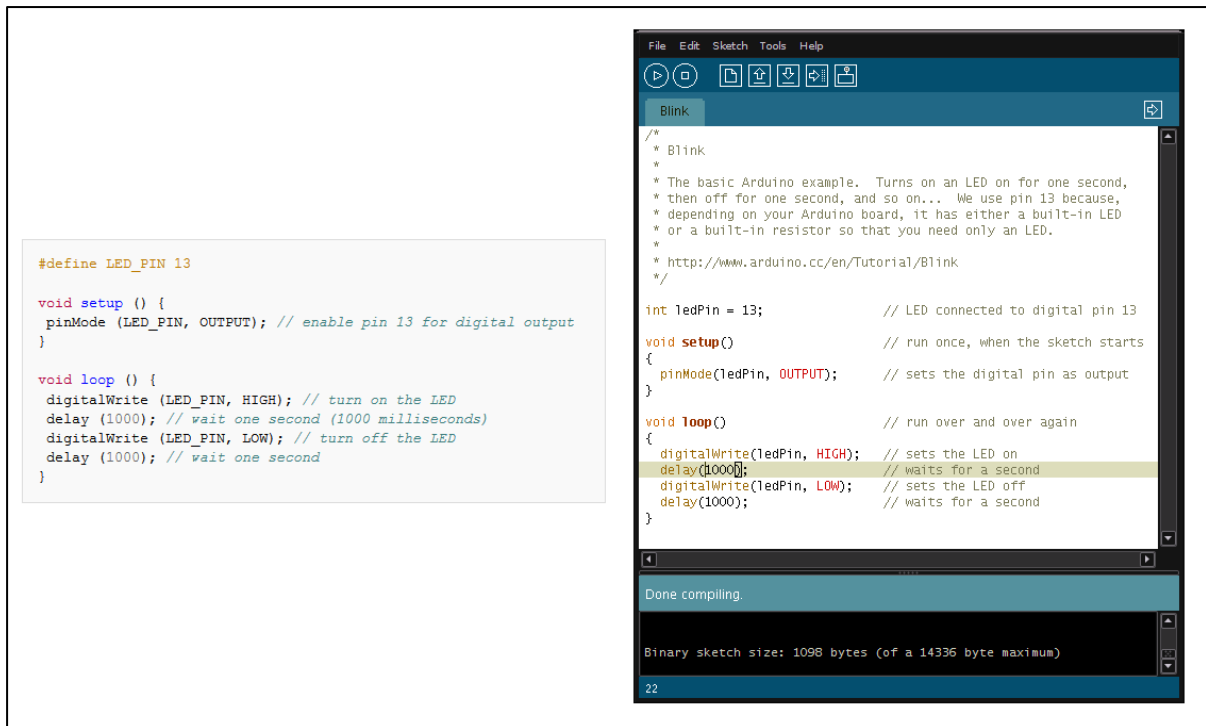 #define LED_PIN 13
void setup () {
pinMode (LED_PIN, OUTPUT); // enable pin 13 for digital output
}
void loop () {
digitalWrite (LED_PIN, HIGH); // turn on the LED
delay (1000); // wait one second (1000 milliseconds)
digitalWrite (LED_PIN, LOW); // turn off the LED
delay (1000); // wait one second
}
File Edit Sketch Tools Help
Blink
/*
* Blink
*
* The basic Arduino example. Turns on an LED on for one second,
* then off for one second, and so on... We use pin 13 because,
* depending on your Arduino board, it has either a built-in LED
* or a built-in resistor so that you need only an LED.
*
* http://www.arduino.cc/en/Tutorial/Blink
*/
int ledPin = 13; // LED connected to digital pin 13
void setup() // run once, when the sketch starts
{
pinMode(ledPin, OUTPUT); // sets the digital pin as output
}
void loop() // run over and over again
{
digitalWrite(ledPin, HIGH); // sets the LED on
delay(1000); // waits for a second
digitalWrite(ledPin, LOW); // sets the LED off
delay(1000); // waits for a second
}
Done compiling.
Binary sketch size: 1098 bytes (of a 14336 byte maximum)
22